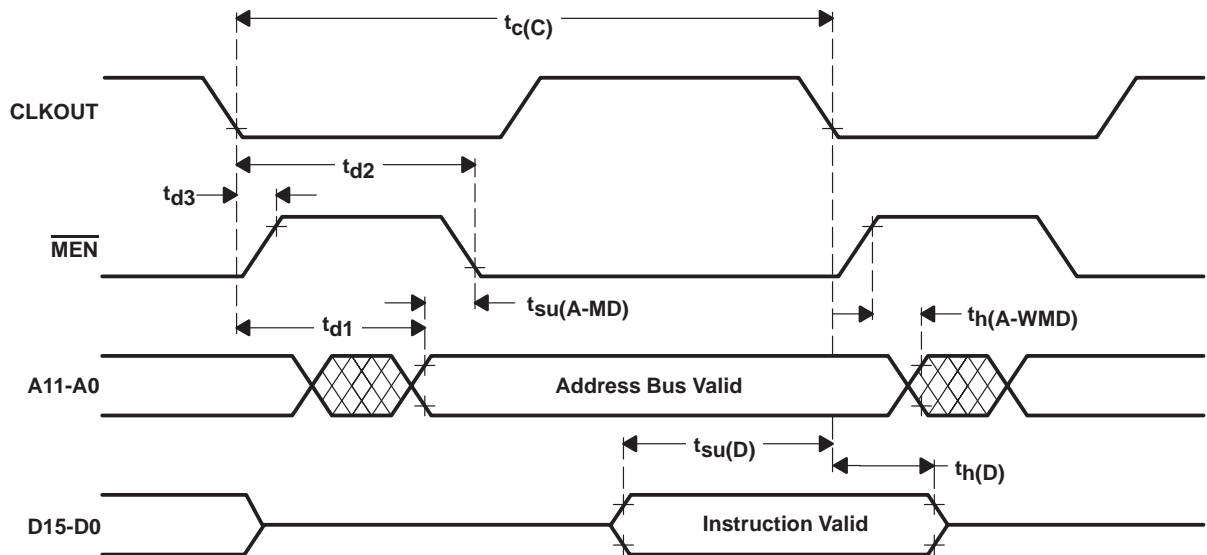 tc(C)
CLKOUT
td2
td3
MEN
tsu(A-MD)
td1
th(A-WMD)
A11-A0
Address Bus Valid
tsu(D)
th(D)
D15-D0
Instruction Valid